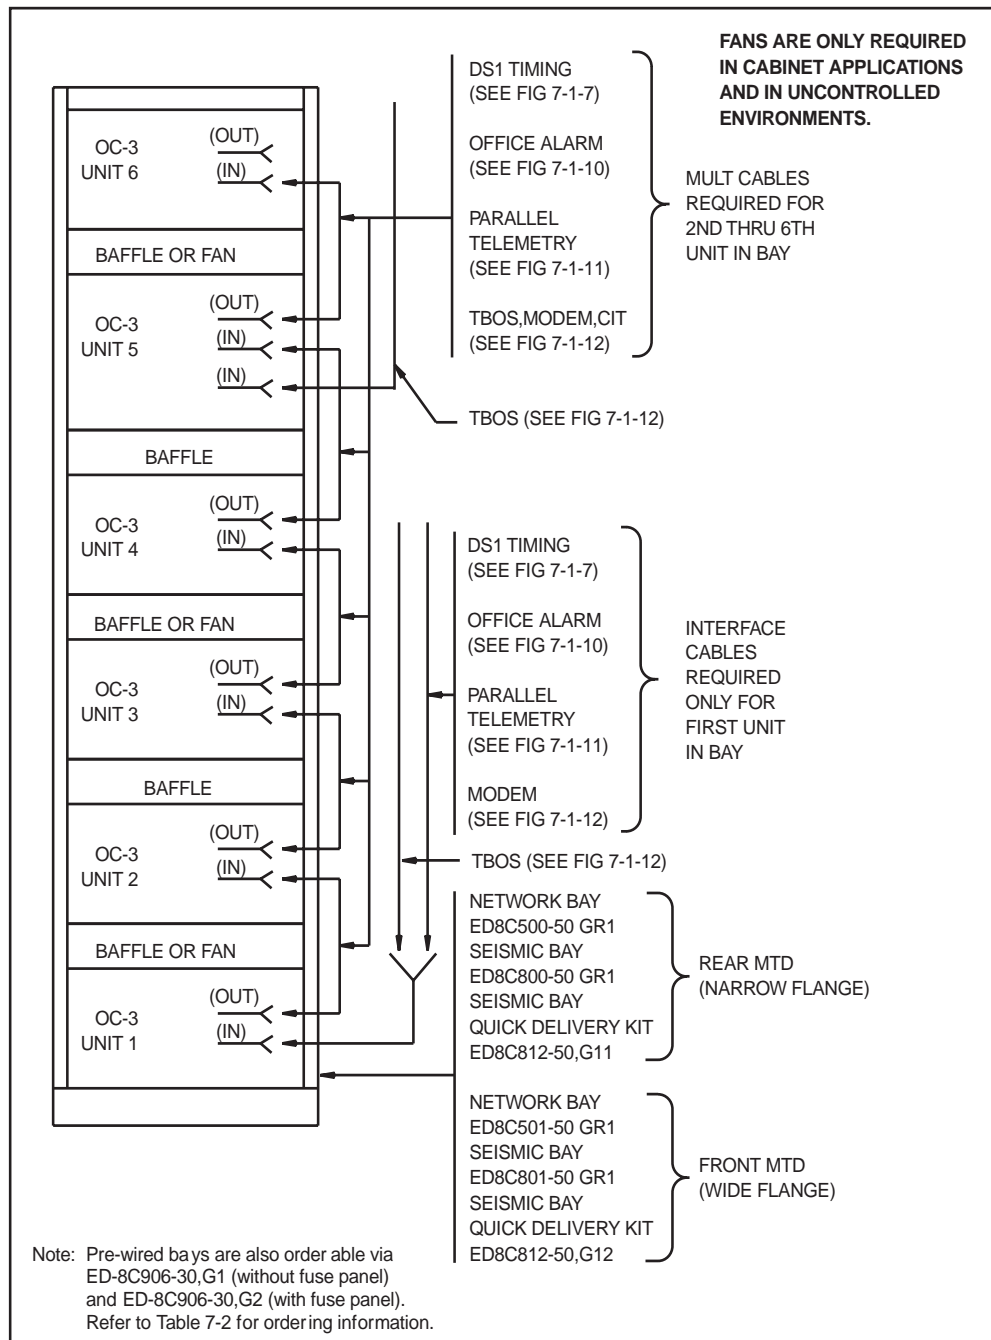 FANS ARE ONLY REQUIRED
IN CABINET APPLICATIONS
AND IN UNCONTROLLED
ENVIRONMENTS.
OC-3
UNIT 6
(OUT)
(IN)
BAFFLE OR FAN
OC-3
UNIT 5
(OUT)
(IN)
(IN)
BAFFLE
OC-3
UNIT 4
(OUT)
(IN)
BAFFLE OR FAN
OC-3
UNIT 3
(OUT)
(IN)
BAFFLE
OC-3
UNIT 2
(OUT)
(IN)
BAFFLE OR FAN
OC-3
UNIT 1
(OUT)
(IN)
DS1 TIMING
(SEE FIG 7-1-7)
OFFICE ALARM
(SEE FIG 7-1-10)
PARALLEL
TELEMETRY
(SEE FIG 7-1-11)
TBOS,MODEM,CIT
(SEE FIG 7-1-12)
MULT CABLES
REQUIRED FOR
2ND THRU 6TH
UNIT IN BAY
TBOS (SEE FIG 7-1-12)
DS1 TIMING
(SEE FIG 7-1-7)
OFFICE ALARM
(SEE FIG 7-1-10)
PARALLEL
TELEMETRY
(SEE FIG 7-1-11)
MODEM
(SEE FIG 7-1-12)
INTERFACE
CABLES
REQUIRED
ONLY FOR
FIRST UNIT
IN BAY
TBOS (SEE FIG 7-1-12)
NETWORK BAY
ED8C500-50 GR1
SEISMIC BAY
ED8C800-50 GR1
SEISMIC BAY
QUICK DELIVERY KIT
ED8C812-50,G11
REAR MTD
(NARROW FLANGE)
NETWORK BAY
ED8C501-50 GR1
SEISMIC BAY
ED8C801-50 GR1
SEISMIC BAY
QUICK DELIVERY KIT
ED8C812-50,G12
FRONT MTD
(WIDE FLANGE)
Note: Pre-wired bays are also order able via
ED-8C906-30,G1 (without fuse panel)
and ED-8C906-30,G2 (with fuse panel).
Refer to Table 7-2 for ordering information.